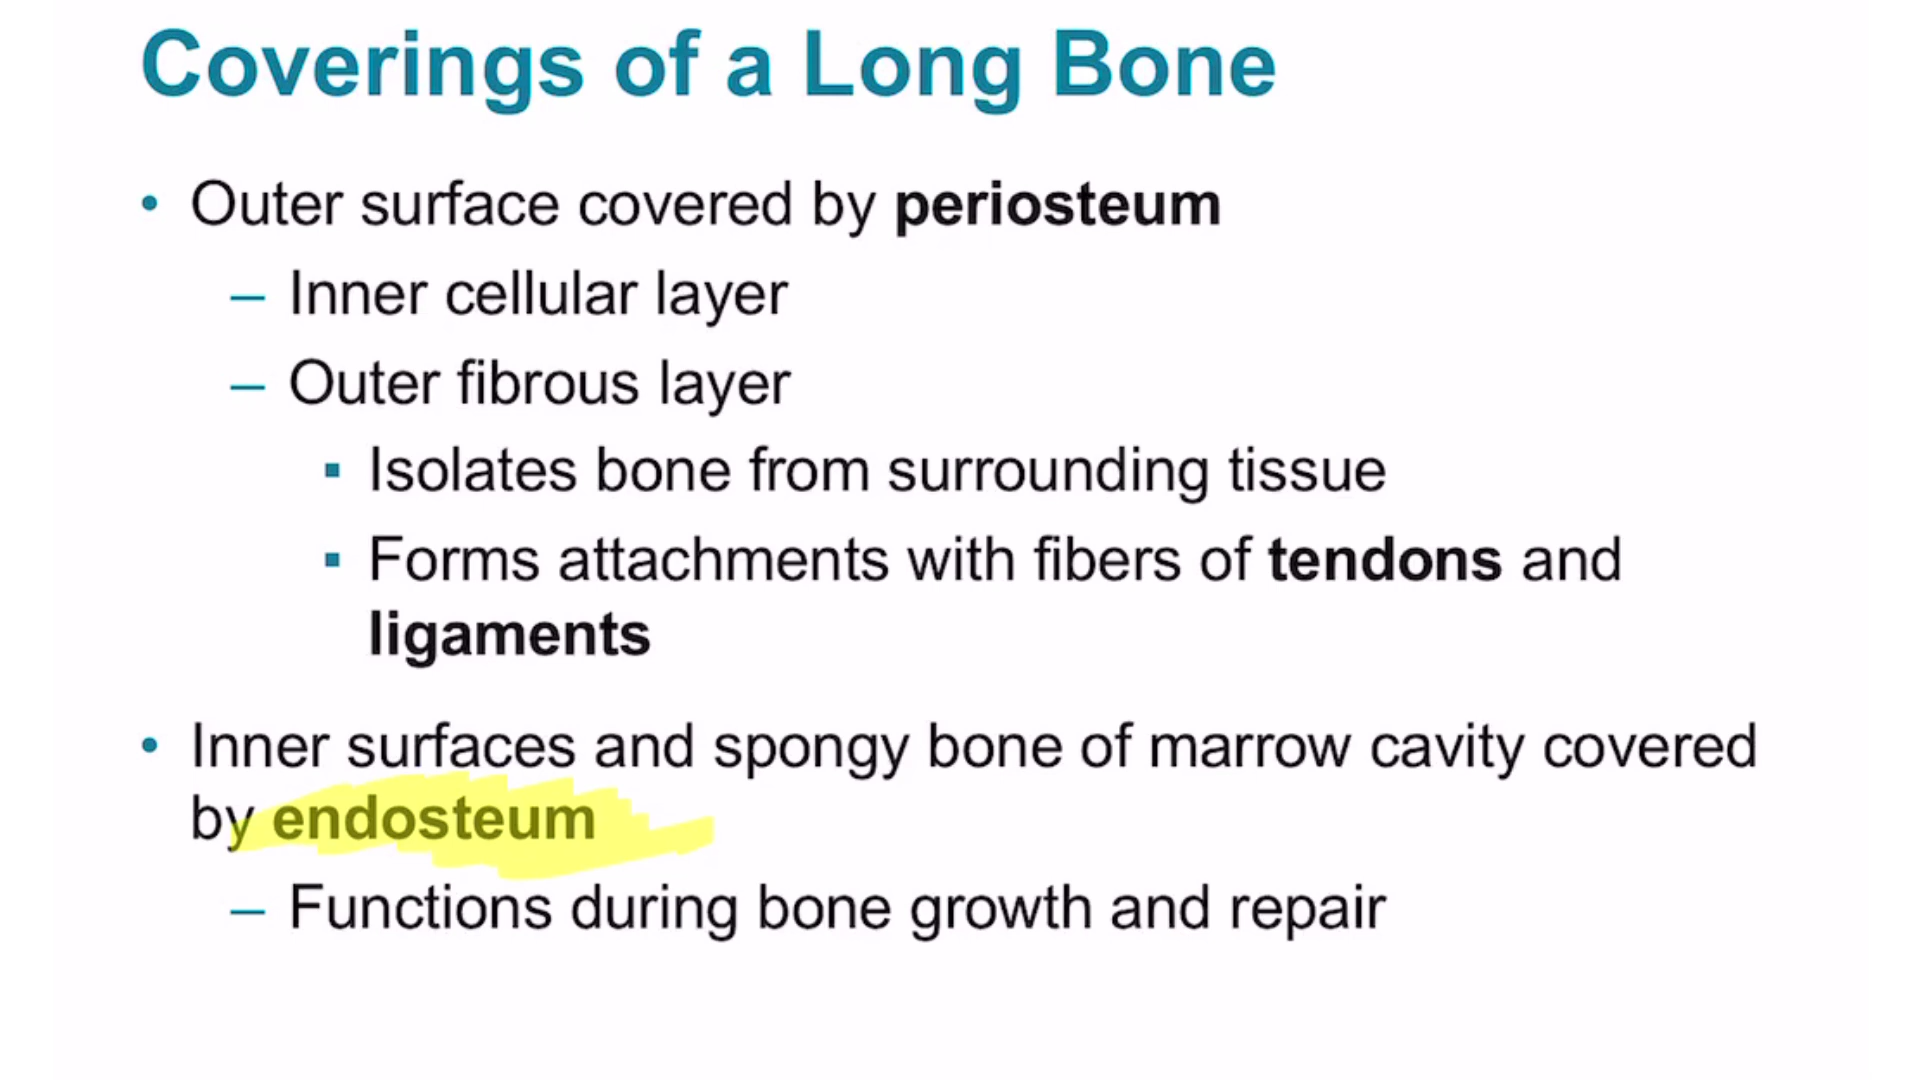 Coverings of a Long Bone
• Outer surface covered by periosteum
– Inner cellular layer
– Outer fibrous layer
▪ Isolates bone from surrounding tissue
▪ Forms attachments with fibers of tendons and
ligaments
• Inner surfaces and spongy bone of marrow cavity covered
by endosteum
– Functions during bone growth and repair